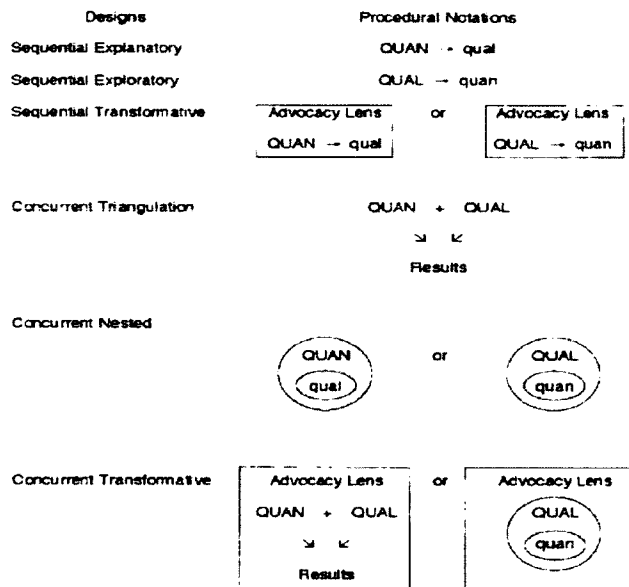 Designs Procedural Notations
Sequential Explanatory QUAN → qual
Sequential Exploratory QUAL → quan
Sequential Transformative Advocacy Lens or Advocacy Lens
QUAN → qual QUAL → quan
Concurrent Triangulation QUAN + QUAL
↘ ↙
Results
Concurrent Nested
QUAN or QUAL
qual quan
Concurrent Transformative Advocacy Lens or Advocacy Lens
QUAN + QUAL QUAL
↘ ↙ quan
Results